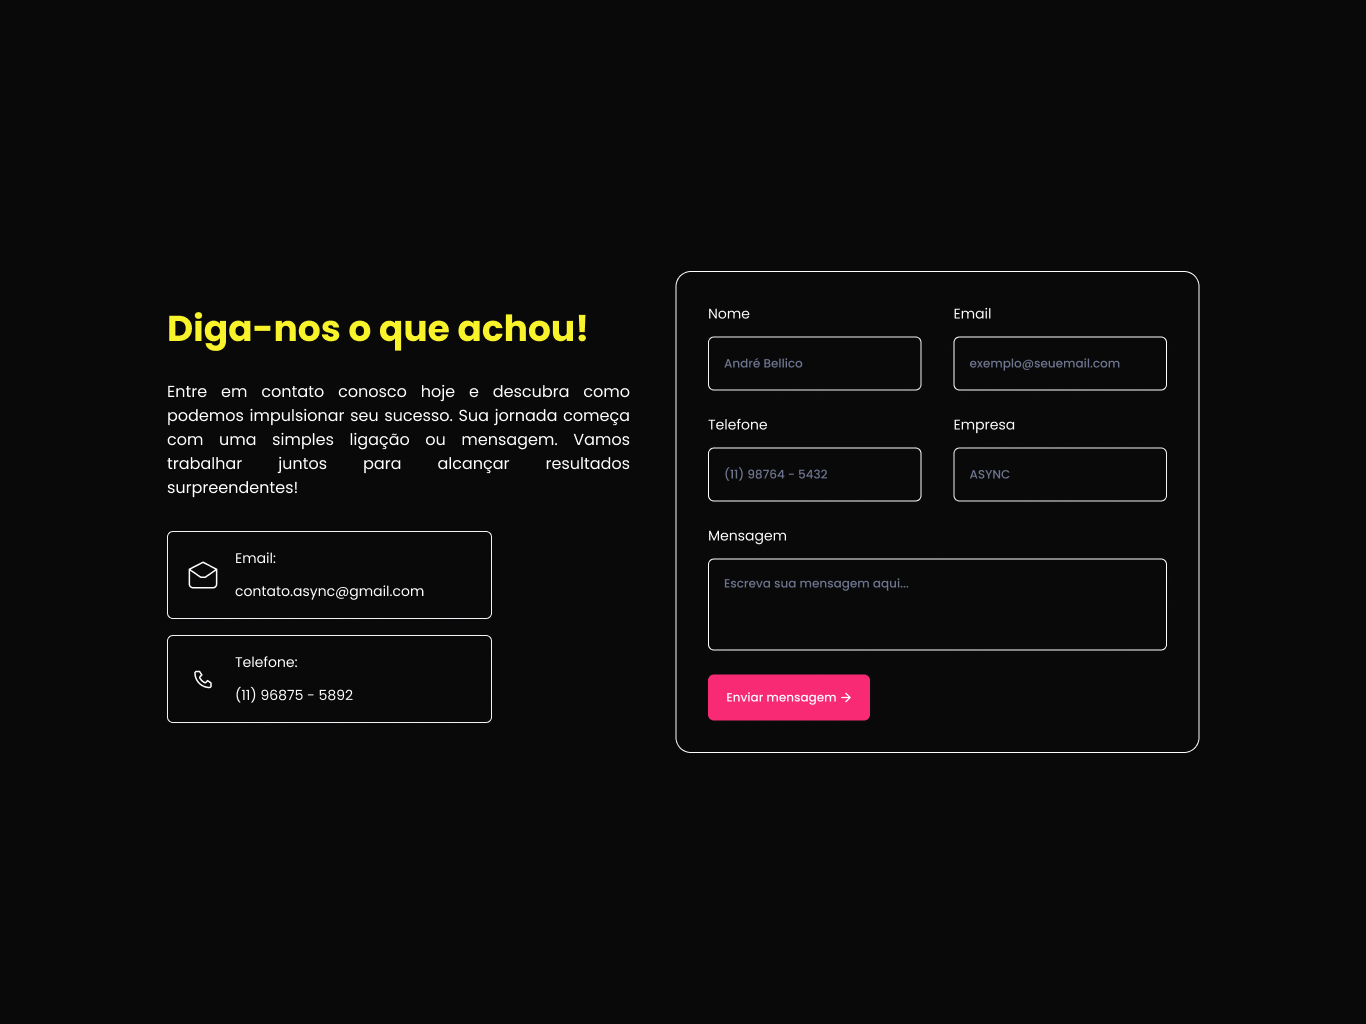 Diga-nos o que achou!
Entre em contato conosco hoje e descubra como
podemos impulsionar seu sucesso. Sua jornada começa
com uma simples ligação ou mensagem. Vamos
trabalhar juntos para alcançar resultados
surpreendentes!
Email:
contato.async@gmail.com
Telefone:
(11) 96875 - 5892
Nome
André Bellico
Email
exemplo@seuemail.com
Telefone
(11) 98764 - 5432
Empresa
ASYNC
Mensagem
Escreva sua mensagem aqui...
Enviar mensagem →